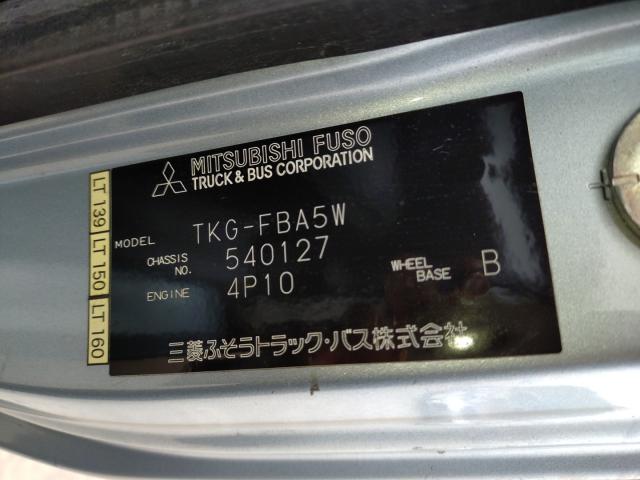 MITSUBISHI FUSO
TRUCK & BUS CORPORATION
MODEL TKG-FBA5W
CHASSIS NO. 540127
ENGINE 4P10
WHEEL BASE B
三菱ふそうトラック・バス株式会社
LT 139
LT 150
LT 160